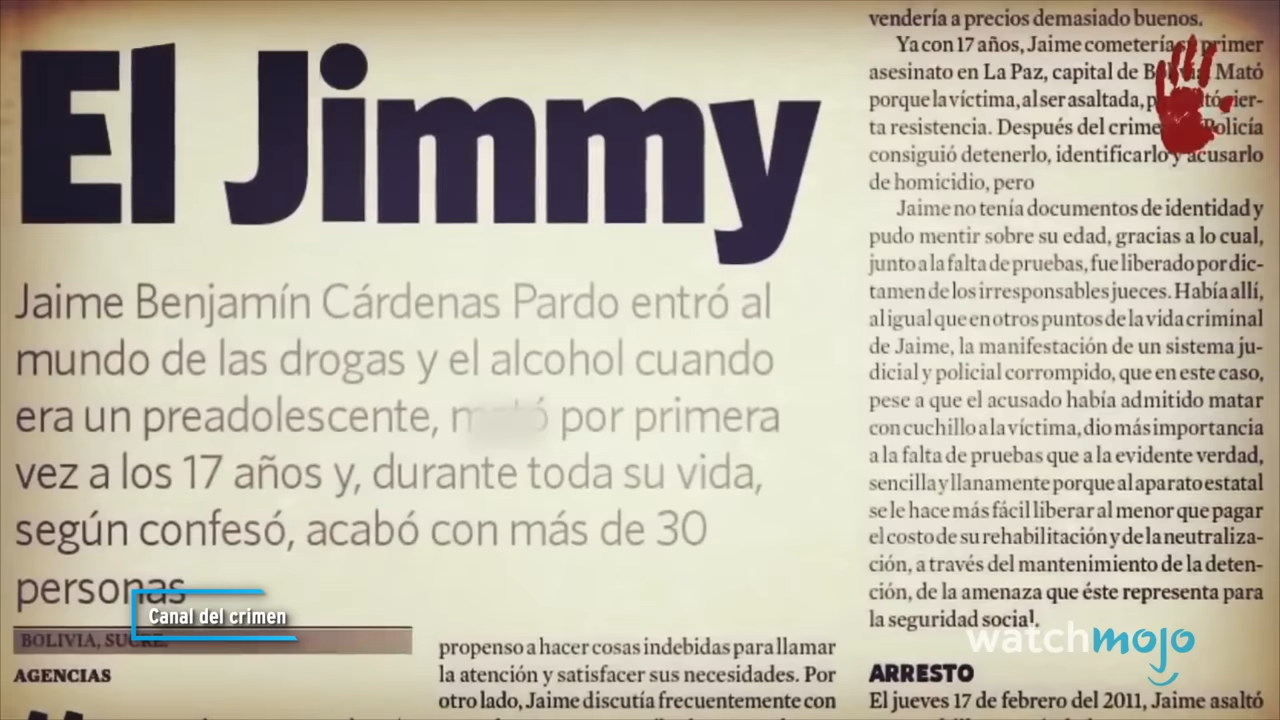 El Jimmy
Jaime Benjamín Cárdenas Pardo entró al
mundo de las drogas y el alcohol cuando
era un preadolescente, por primera
vez a los 17 años y, durante toda su vida,
según confesó, acabó con más de 30
personas
Canal del crimen
BOLIVIA, SUCRE.
AGENCIAS
propenso a hacer cosas indebidas para llamar
la atención y satisfacer sus necesidades. Por
otro lado, Jaime discutía frecuentemente con
vendería a precios demasiado buenos.
Ya con 17 años, Jaime cometería su primer
asesinato en La Paz, capital de Bolivia. Mató
porque la víctima, al ser asaltada, cier-
ta resistencia. Después del crimen, Policía
consiguió detenerlo, identificarlo y acusarlo
de homicidio, pero
Jaime no tenía documentos de identidad y
pudo mentir sobre su edad, gracias a lo cual,
junto a la falta de pruebas, fue liberado por dic-
tamen de los irresponsables jueces. Había allí,
al igual que en otros puntos de la vida criminal
de Jaime, la manifestación de un sistema ju-
dicial y policial corrompido, que en este caso,
pese a que el acusado había admitido matar
con cuchillo a la víctima, dio más importancia
a la falta de pruebas que a la evidente verdad,
sencilla y llanamente porque al aparato estatal
se le hace más fácil liberar al menor que pagar
el costo de su rehabilitación y de la neutraliza-
ción, a través del mantenimiento de la deten-
ción, de la amenaza que éste representa para
la seguridad social.
watchmojo
ARRESTO
El jueves 17 de febrero del 2011, Jaime asaltó